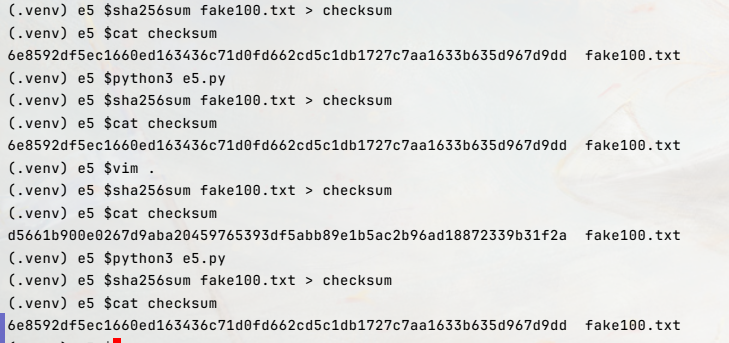 (.venv) e5 $sha256sum fake100.txt > checksum
(.venv) e5 $cat checksum
6e8592df5ec1660ed163436c71d0fd662cd5c1db1727c7aa1633b635d967d9dd  fake100.txt
(.venv) e5 $python3 e5.py
(.venv) e5 $sha256sum fake100.txt > checksum
(.venv) e5 $cat checksum
6e8592df5ec1660ed163436c71d0fd662cd5c1db1727c7aa1633b635d967d9dd  fake100.txt
(.venv) e5 $vim .
(.venv) e5 $sha256sum fake100.txt > checksum
(.venv) e5 $cat checksum
d5661b900e0267d9aba20459765393df5abb89e1b5ac2b96ad18872339b31f2a  fake100.txt
(.venv) e5 $python3 e5.py
(.venv) e5 $sha256sum fake100.txt > checksum
(.venv) e5 $cat checksum
6e8592df5ec1660ed163436c71d0fd662cd5c1db1727c7aa1633b635d967d9dd  fake100.txt